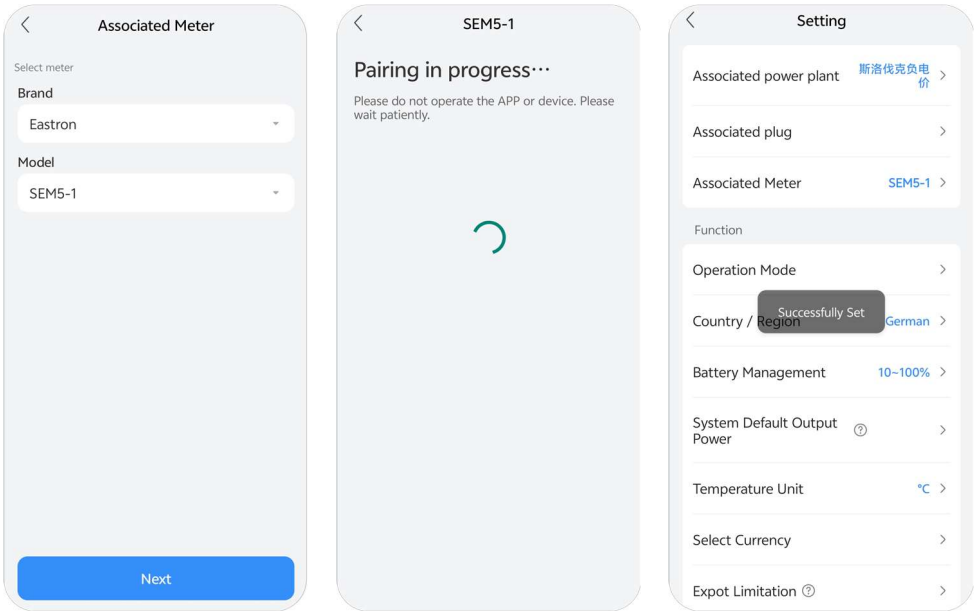 Associated Meter
Select meter
Brand
Eastron
Model
SEM5-1
Next
SEM5-1
Pairing in progress···
Please do not operate the APP or device. Please
wait patiently.
Setting
Associated power plant 斯洛伐克负电
价
Associated plug
Associated Meter SEM5-1
Function
Operation Mode
Successfully Set
Country / Region German
Battery Management 10~100%
System Default Output
Power
Temperature Unit °C
Select Currency
Expot Limitation